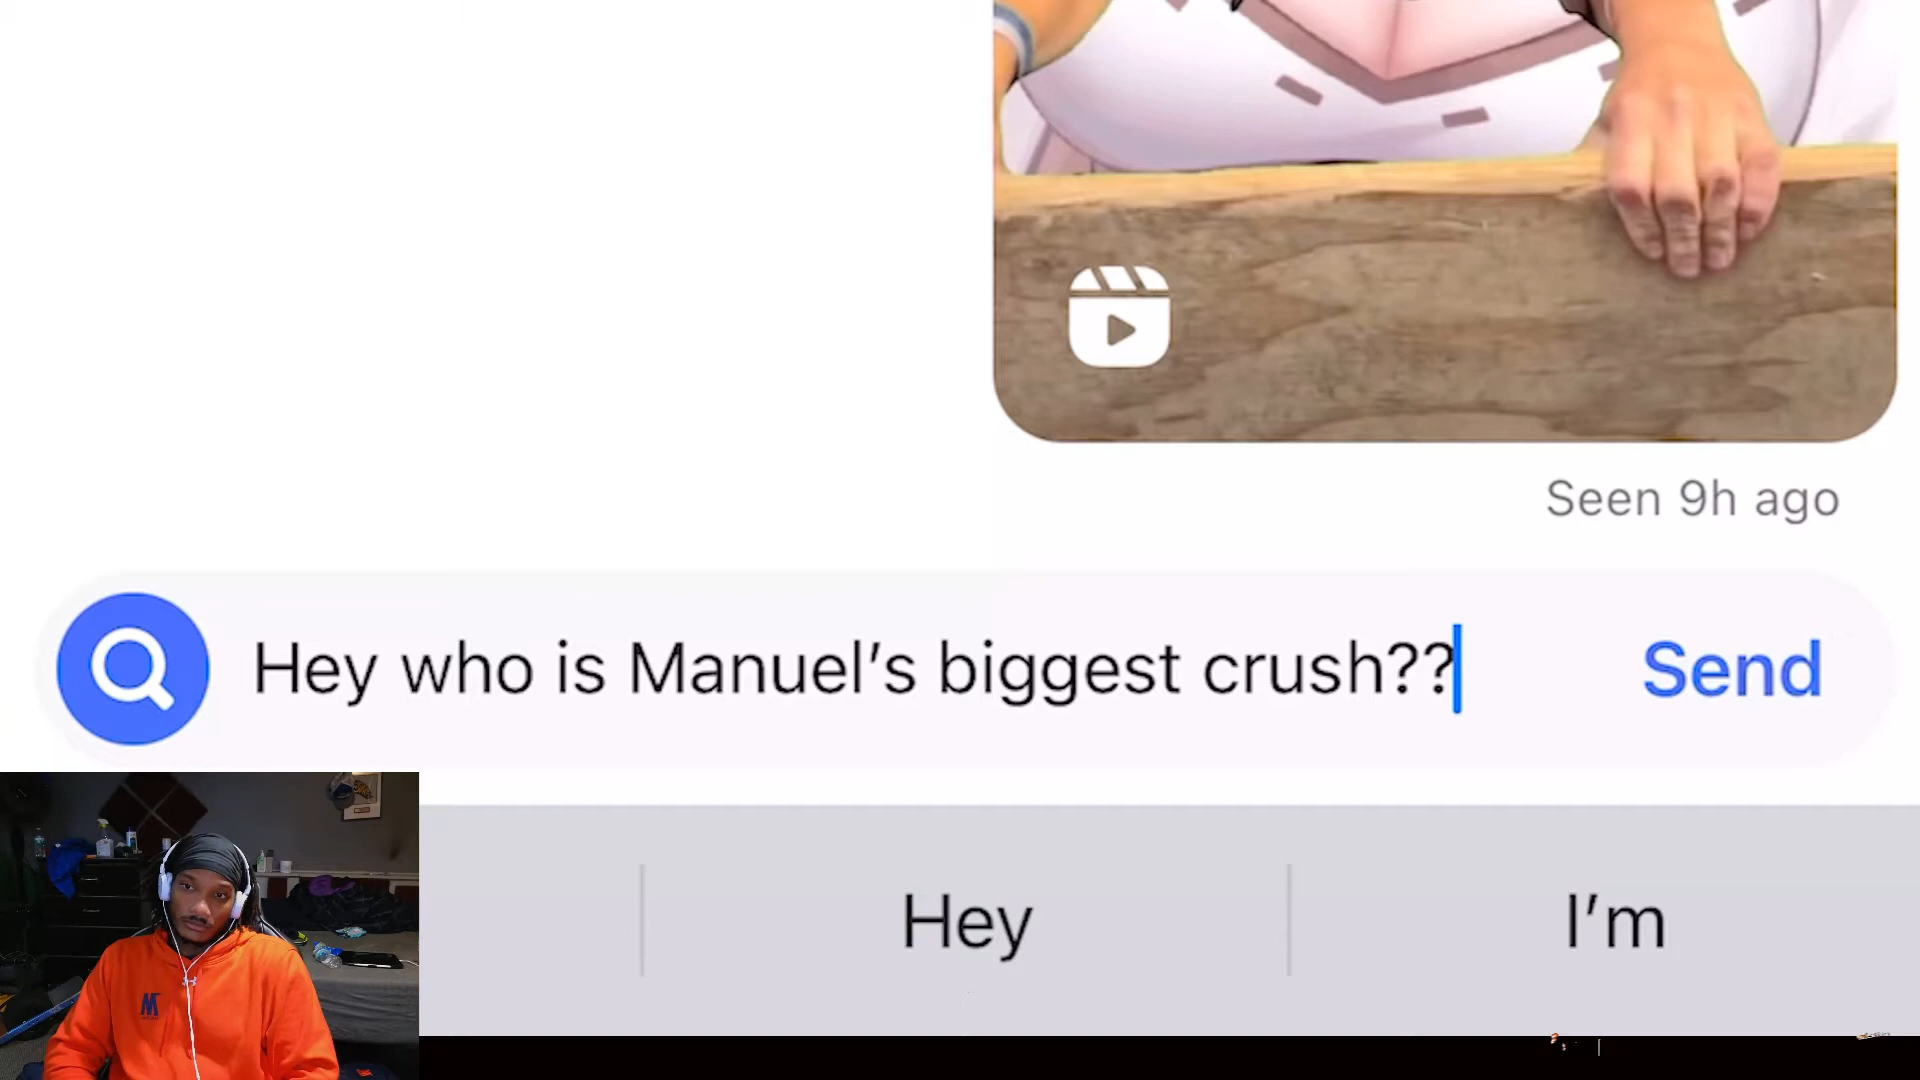 Seen 9h ago
Hey who is Manuel’s biggest crush??
Send
Hey
I’m
M